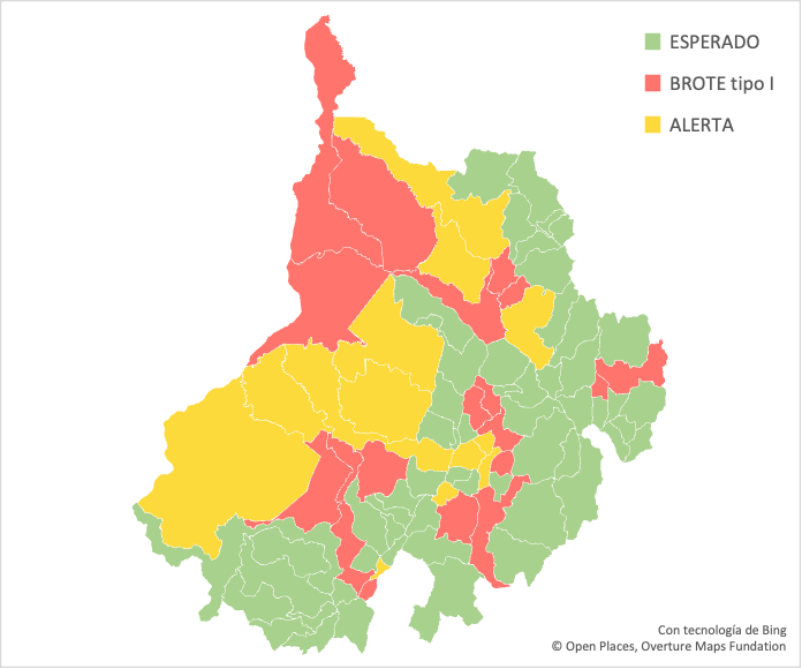 ESPERADO
BROTE tipo I
ALERTA
Con tecnología de Bing
© Open Places, Overture Maps Fundation